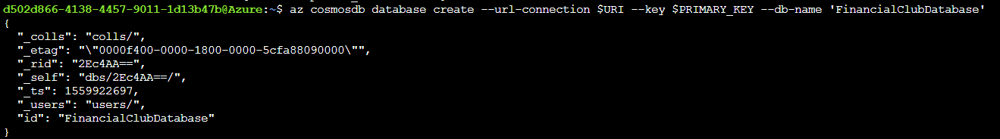 d502d866-4138-4457-9011-1d13b47b@Azure:~$ az cosmosdb database create --url-connection $URI --key $PRIMARY_KEY --db-name 'FinancialClubDatabase'
{
  "_colls": "colls/",
  "_etag": "\"0000f400-0000-1800-0000-5cfa88090000\"",
  "_rid": "2Ec4AA==",
  "_self": "dbs/2Ec4AA==/",
  "_ts": 1559922697,
  "_users": "users/",
  "id": "FinancialClubDatabase"
}